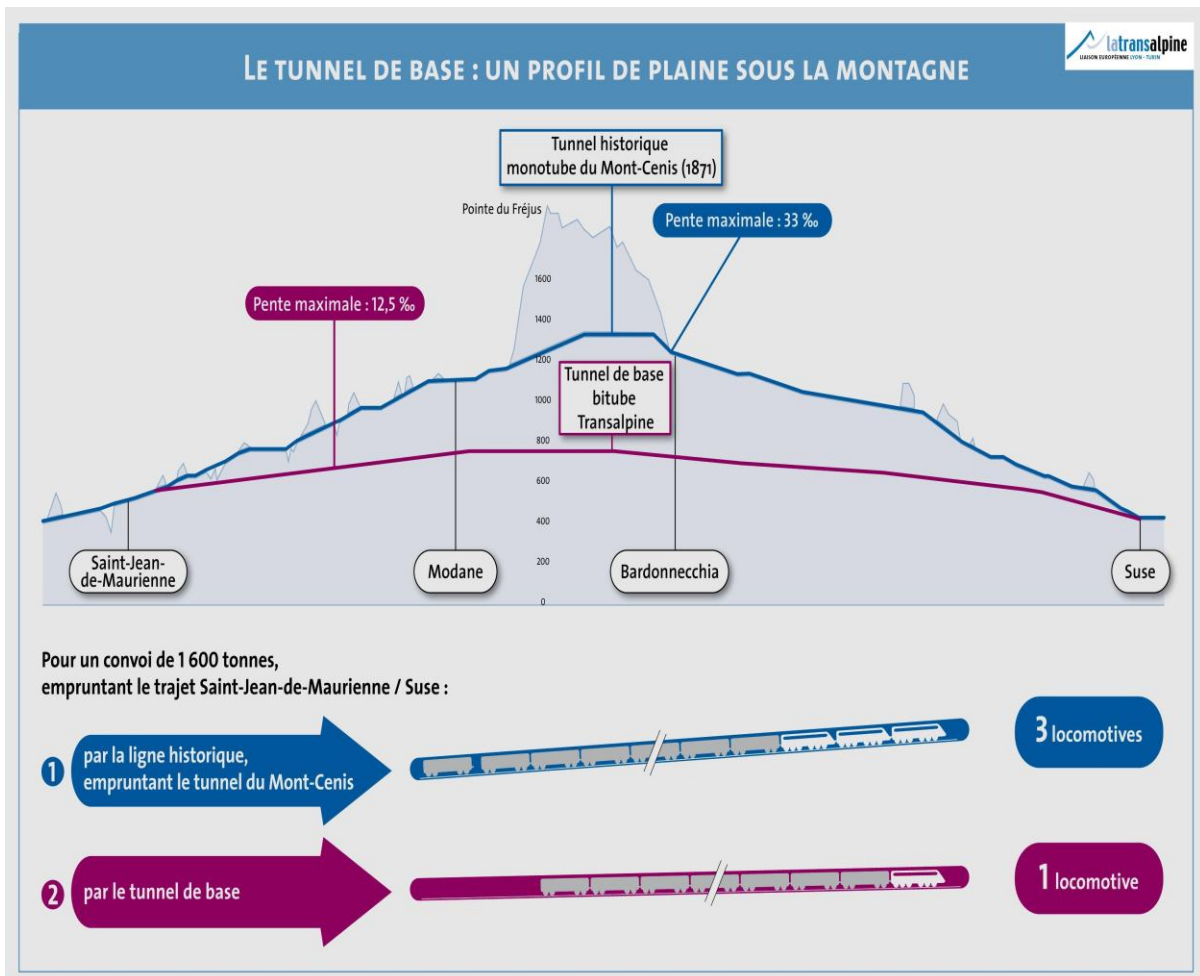 latransalpine
LIAISON EUROPÉENNE LYON - TURIN
LE TUNNEL DE BASE : UN PROFIL DE PLAINE SOUS LA MONTAGNE
Tunnel historique
monotube du Mont-Cenis (1871)
Pointe du Fréjus
Pente maximale : 33 ‰
Pente maximale : 12,5 ‰
1600
1400
1200
Tunnel de base
bitube
Transalpine
1000
800
600
400
200
0
Saint-Jean-
de-Maurienne
Modane
Bardonnecchia
Suse
Pour un convoi de 1 600 tonnes,
empruntant le trajet Saint-Jean-de-Maurienne / Suse :
1
par la ligne historique,
empruntant le tunnel du Mont-Cenis
3 locomotives
2
par le tunnel de base
1 locomotive